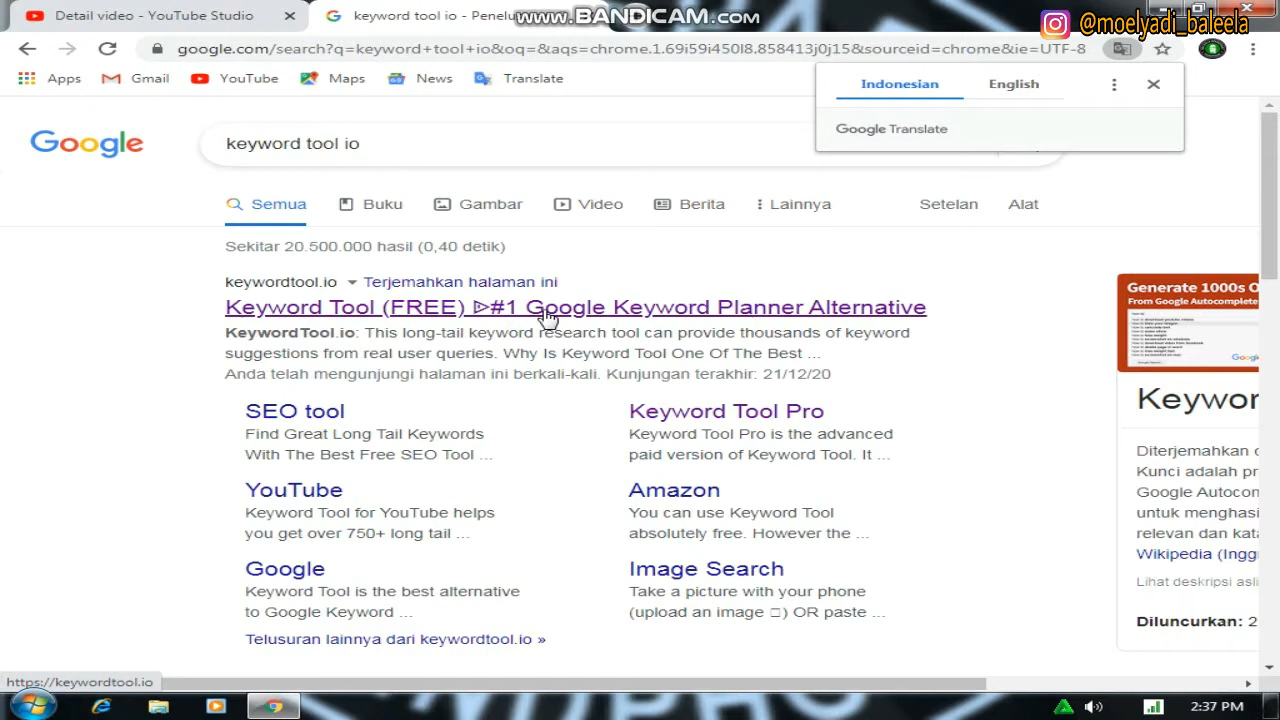 Detail video - YouTube Studio
keyword tool io - Penelu
www.BANDICAM.com
@moelyadi_baleela
google.com/search?q=keyword+tool+io&oq=&aqs=chrome.1.69i59i450l8.858413j0j15&sourceid=chrome&ie=UTF-8
Apps
Gmail
YouTube
Maps
News
Translate
Indonesian
English
Google Translate
Google
keyword tool io
Semua
Buku
Gambar
Video
Berita
Lainnya
Setelan
Alat
Sekitar 20.500.000 hasil (0,40 detik)
keywordtool.io
Terjemahkan halaman ini
Keyword Tool (FREE) ᐈ#1 Google Keyword Planner Alternative
KeywordTool.io: This long-tail keyword research tool can provide thousands of keyword
suggestions from real user Why Is Keyword Tool One Of The Best ...
Anda telah mengunjungi halaman ini berkali-kali. Kunjungan terakhir: 21/12/20
SEO tool
Find Great Long Tail Keywords
With The Best Free SEO Tool ...
Keyword Tool Pro
Keyword Tool Pro is the advanced
paid version of Keyword Tool. It ...
YouTube
Keyword Tool for YouTube helps
you get over 750+ long tail ...
Amazon
You can use Keyword Tool
absolutely free. However the ...
Google
Keyword Tool is the best alternative
to Google Keyword ...
Image Search
Take a picture with your phone
(upload an image □) OR paste ...
Telusuran lainnya dari keywordtool.io »
Generate 1000s O
From Google Autocomplete
Keywor
Diterjemahkan
Kunci adalah pr
Google Autocon
untuk menghasi
relevan dan kata
Wikipedia (Ingg
Lihat deskripsi asli
Diluncurkan: 2
https://keywordtool.io
2:37 PM